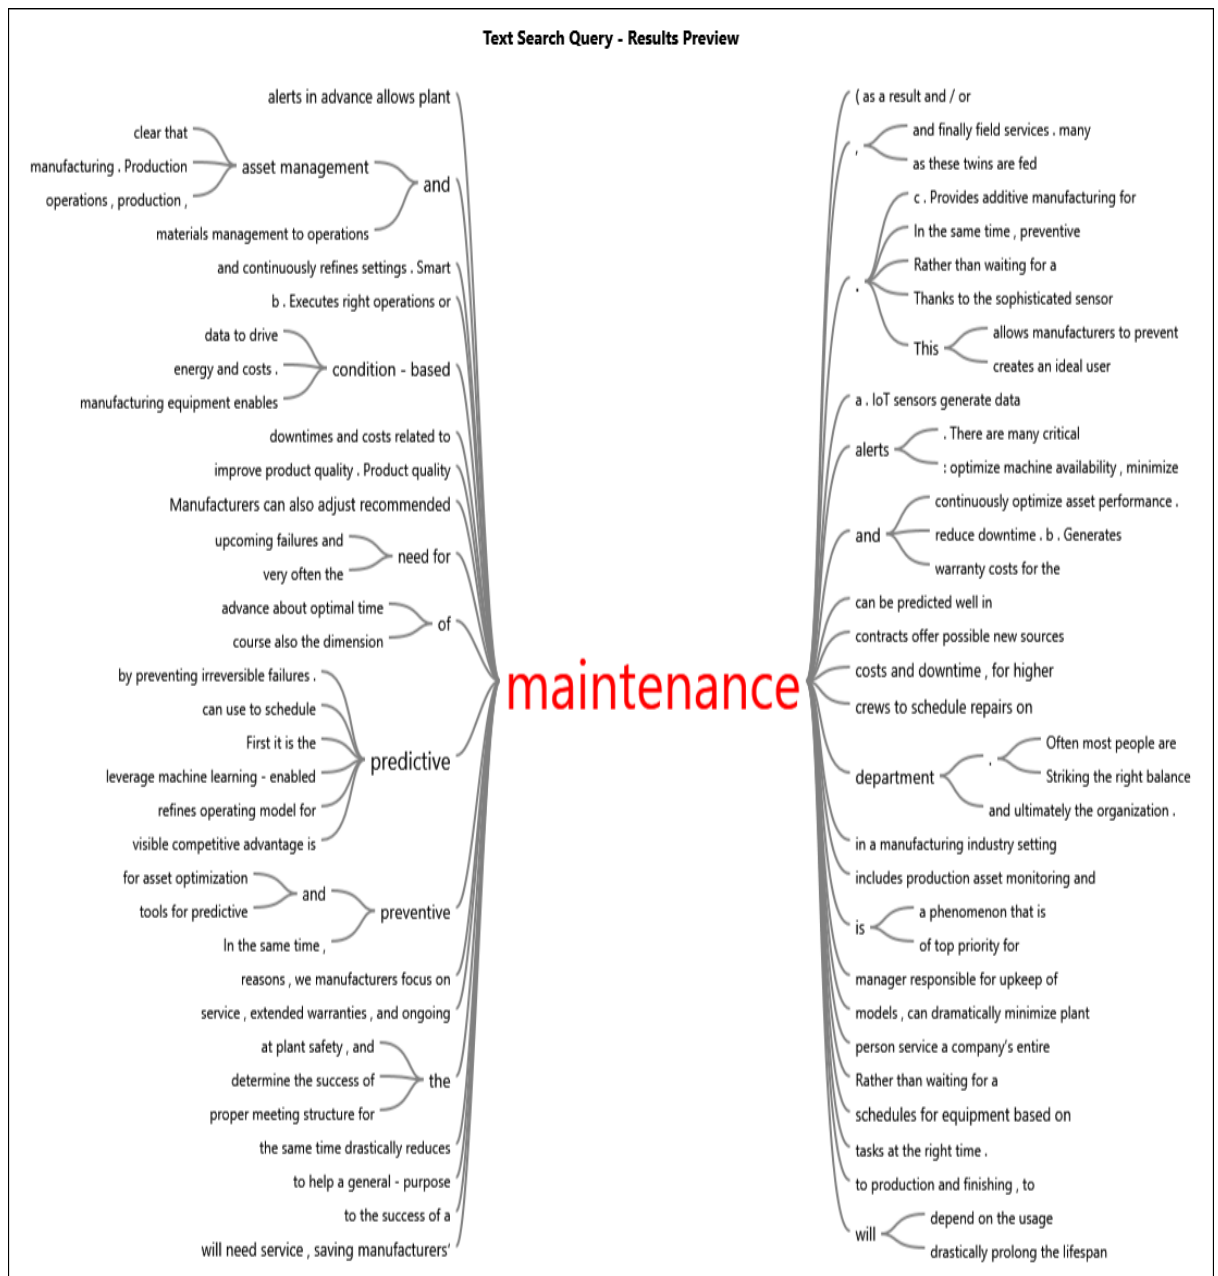 Text Search Query - Results Preview
alerts in advance allows plant
clear that
manufacturing . Production
operations , production ,
asset management
materials management to operations
and
and continuously refines settings . Smart
b . Executes right operations or
data to drive
energy and costs .
manufacturing equipment enables
condition - based
downtimes and costs related to
improve product quality . Product quality
Manufacturers can also adjust recommended
upcoming failures and
very often the
need for
advance about optimal time
course also the dimension
of
by preventing irreversible failures .
can use to schedule
First it is the
leverage machine learning - enabled
refines operating model for
visible competitive advantage is
predictive
for asset optimization
tools for predictive
and
In the same time ,
preventive
reasons , we manufacturers focus on
service , extended warranties , and ongoing
at plant safety , and
determine the success of
proper meeting structure for
the
the same time drastically reduces
to help a general - purpose
to the success of a
will need service , saving manufacturers'
maintenance
( as a result and / or
,
and finally field services . many
as these twins are fed
.
c . Provides additive manufacturing for
In the same time , preventive
Rather than waiting for a
Thanks to the sophisticated sensor
This
allows manufacturers to prevent
creates an ideal user
a . IoT sensors generate data
alerts
. There are many critical
: optimize machine availability , minimize
and
continuously optimize asset performance .
reduce downtime . b . Generates
warranty costs for the
can be predicted well in
contracts offer possible new sources
costs and downtime , for higher
crews to schedule repairs on
department
.
Often most people are
Striking the right balance
and ultimately the organization .
in a manufacturing industry setting
includes production asset monitoring and
is
a phenomenon that is
of top priority for
manager responsible for upkeep of
models , can dramatically minimize plant
person service a company's entire
Rather than waiting for a
schedules for equipment based on
tasks at the right time .
to production and finishing , to
will
depend on the usage
drastically prolong the lifespan